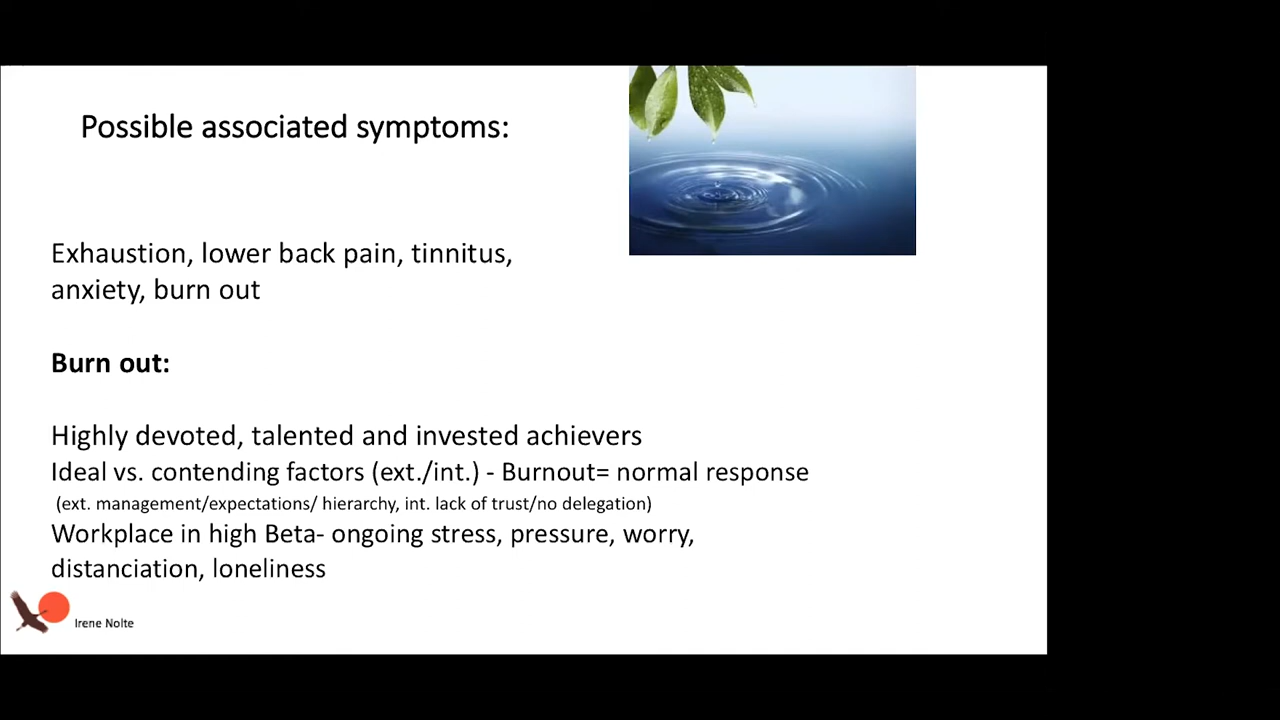 Possible associated symptoms:
Exhaustion, lower back pain, tinnitus,
anxiety, burn out
Burn out:
Highly devoted, talented and invested achievers
Ideal vs. contending factors (ext./int.) - Burnout= normal response
(ext. management/expectations/ hierarchy, int. lack of trust/no delegation)
Workplace in high Beta- ongoing stress, pressure, worry,
distanciation, loneliness
Irene Nolte